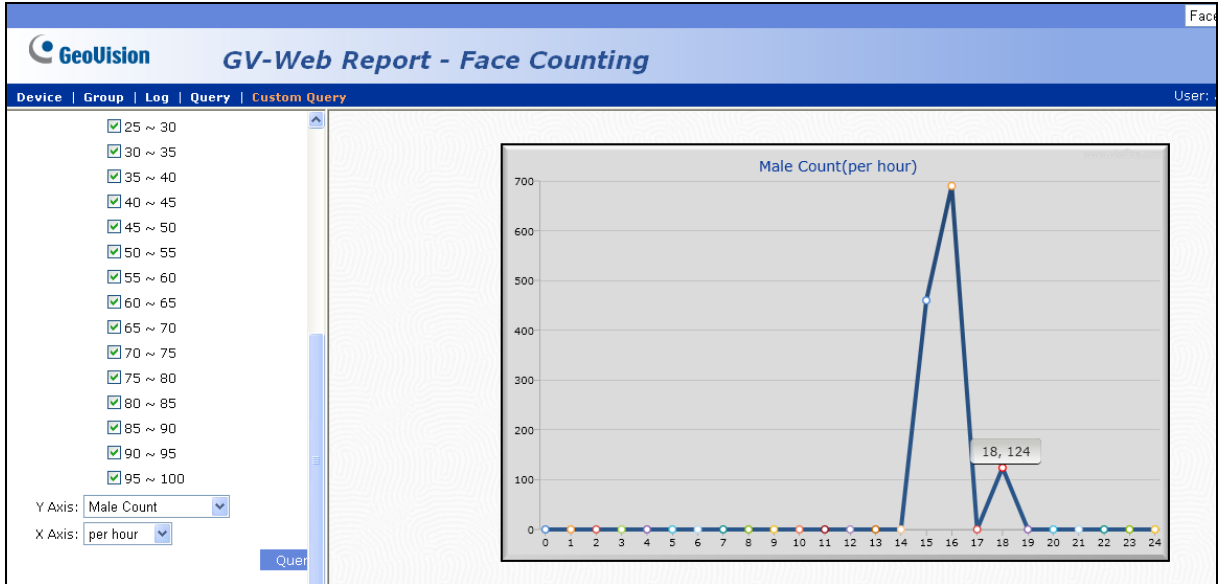 Face
GeoVision
GV-Web Report - Face Counting
Device | Group | Log | Query | Custom Query
User:
25 ~ 30
30 ~ 35
35 ~ 40
40 ~ 45
45 ~ 50
50 ~ 55
55 ~ 60
60 ~ 65
65 ~ 70
70 ~ 75
75 ~ 80
80 ~ 85
85 ~ 90
90 ~ 95
95 ~ 100
Y Axis: Male Count
X Axis: per hour
Quer
Male Count(per hour)
700
600
500
400
300
200
100
0
18, 124
0 1 2 3 4 5 6 7 8 9 10 11 12 13 14 15 16 17 18 19 20 21 22 23 24